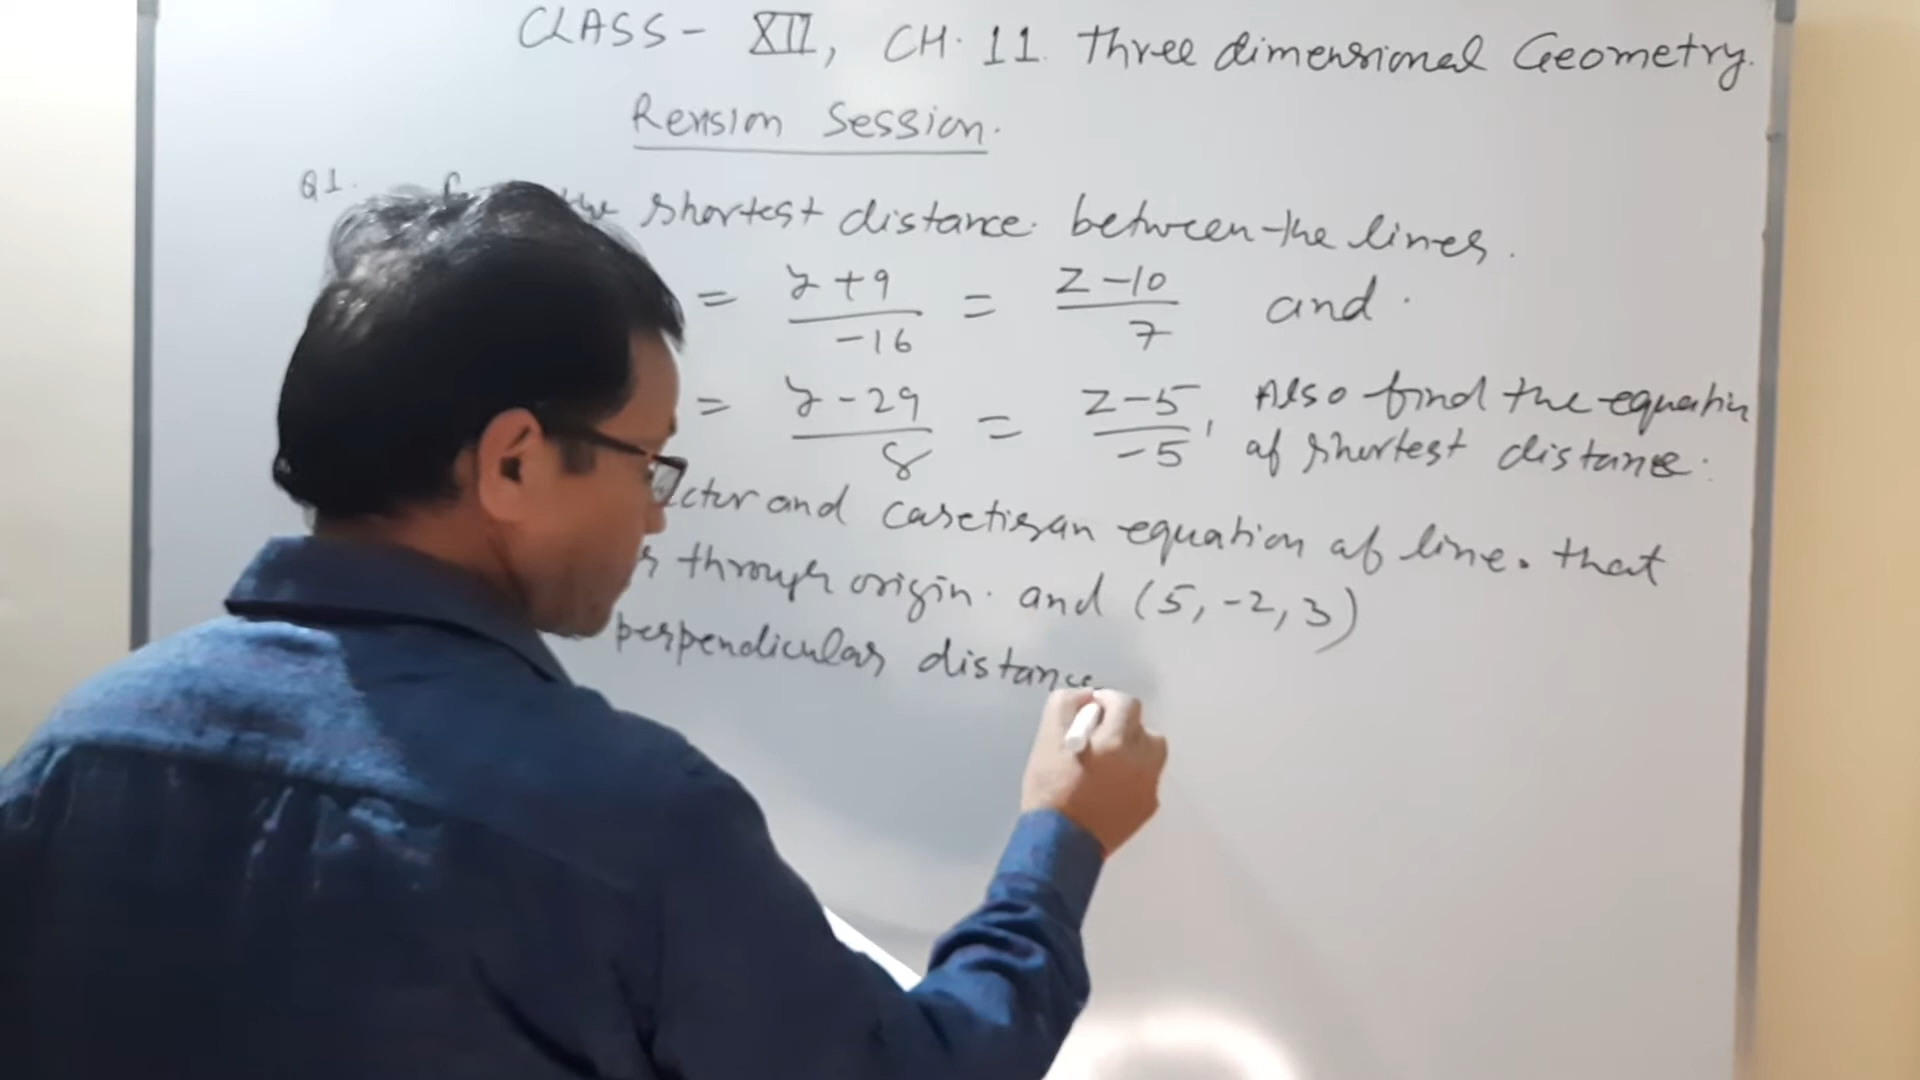 CLASS - XII, CH. 11. Three dimensional Geometry.
Revision Session.
Q1. the shortest distance between the lines.
= y + 9 / -16 = z - 10 / 7 and
= y - 29 / 8 = z - 5 / -5, Also find the equation
of shortest distance.
and casetisan equation of line. that
through origin. and (5, -2, 3)
perpendicular distance